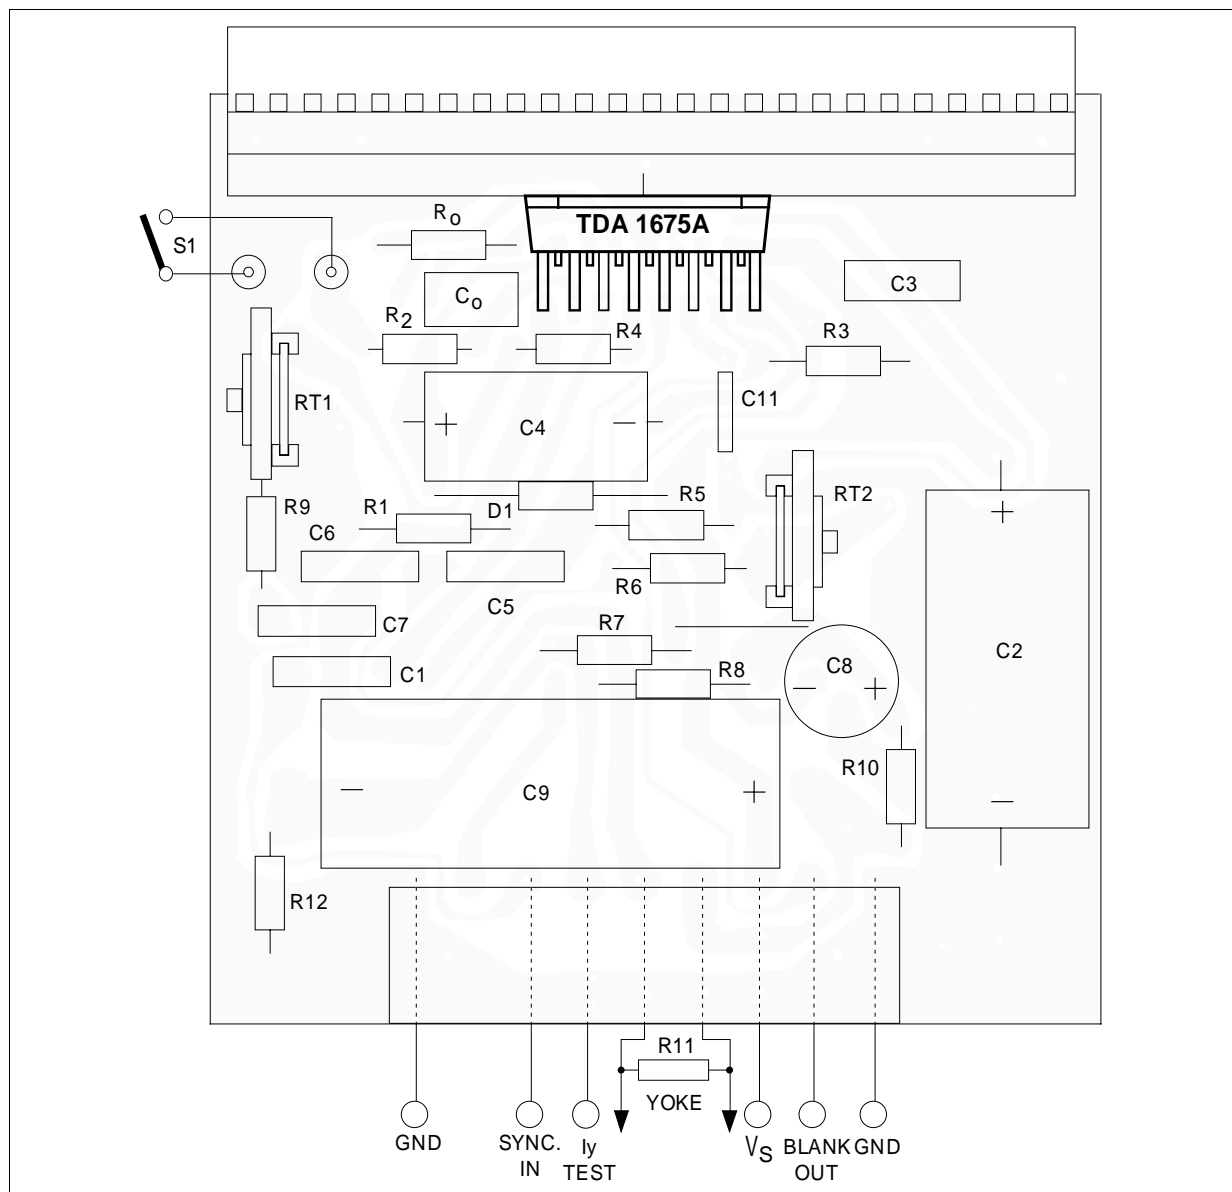 TDA 1675A
Ro
S1
C3
Co
R2
R4
R3
RT1
C11
+
C4
−
R9
R1
D1
R5
RT2
+
C6
R6
C5
C7
R7
C1
R8
C8
− +
C2
R10
−
C9
+
−
R12
R11
YOKE
GND
SYNC.
IN
Iy
TEST
VS
BLANK
OUT
GND